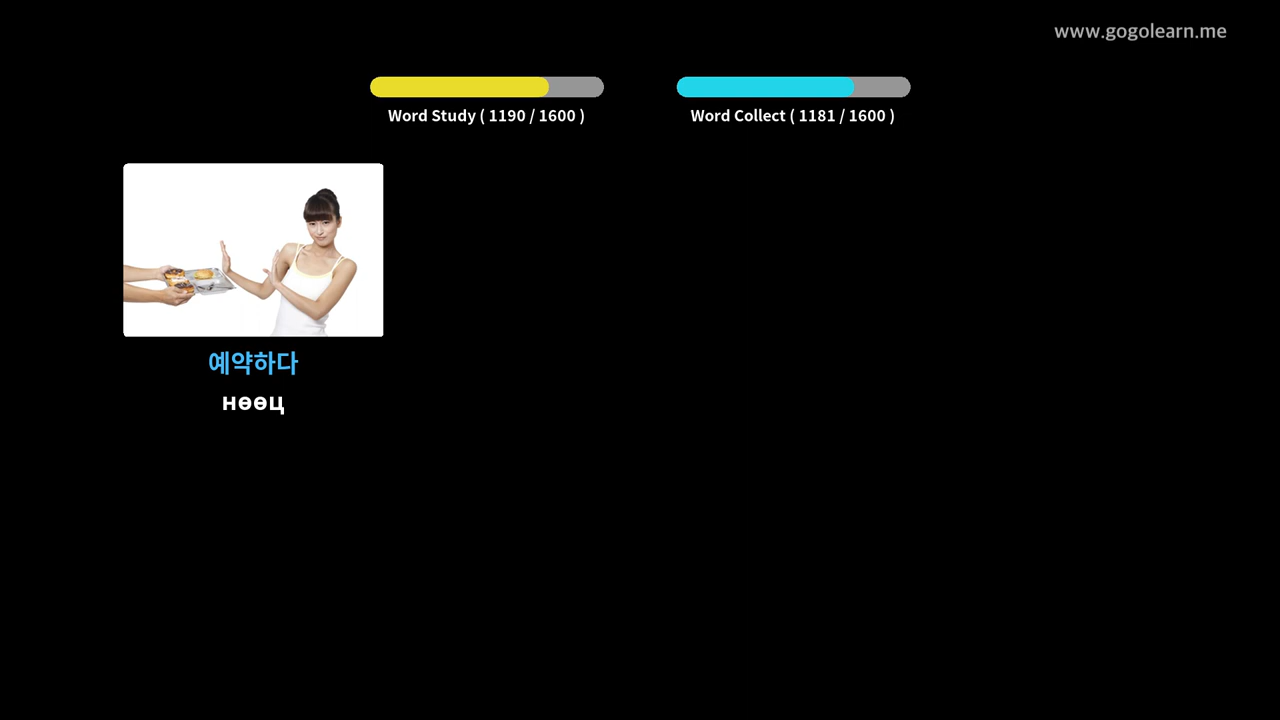 www.gogolearn.me
Word Study ( 1190 / 1600 )
Word Collect ( 1181 / 1600 )
예약하다
нөөц